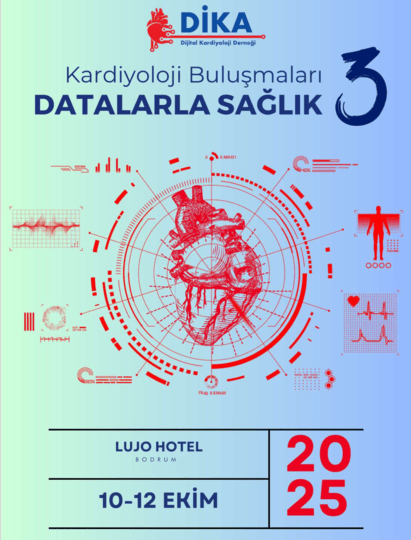 DİKA
Dijital Kardiyoloji Derneği
Kardiyoloji Buluşmaları
DATALARLA SAĞLIK 3
LUJO HOTEL
BODRUM
10-12 EKİM
20
25